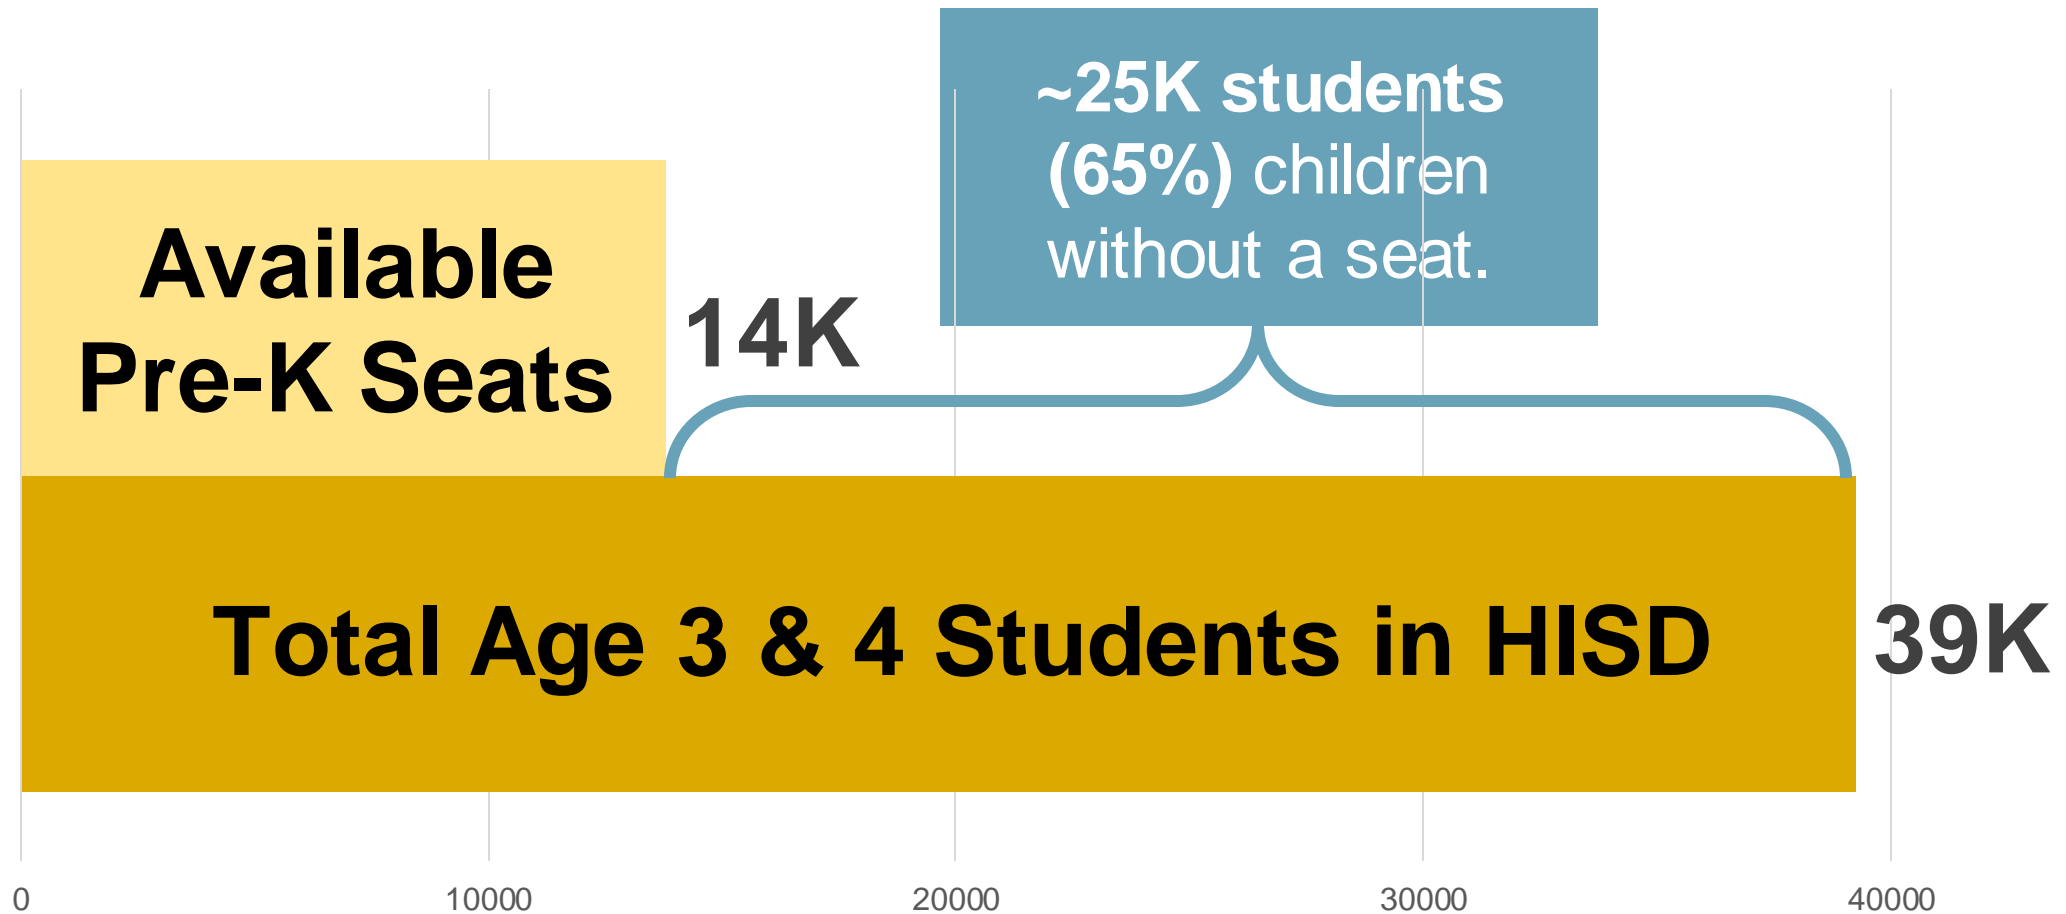 ~25K students
(65%) children
without a seat.
Available
Pre-K Seats
14K
Total Age 3 & 4 Students in HISD
39K
0
10000
20000
30000
40000